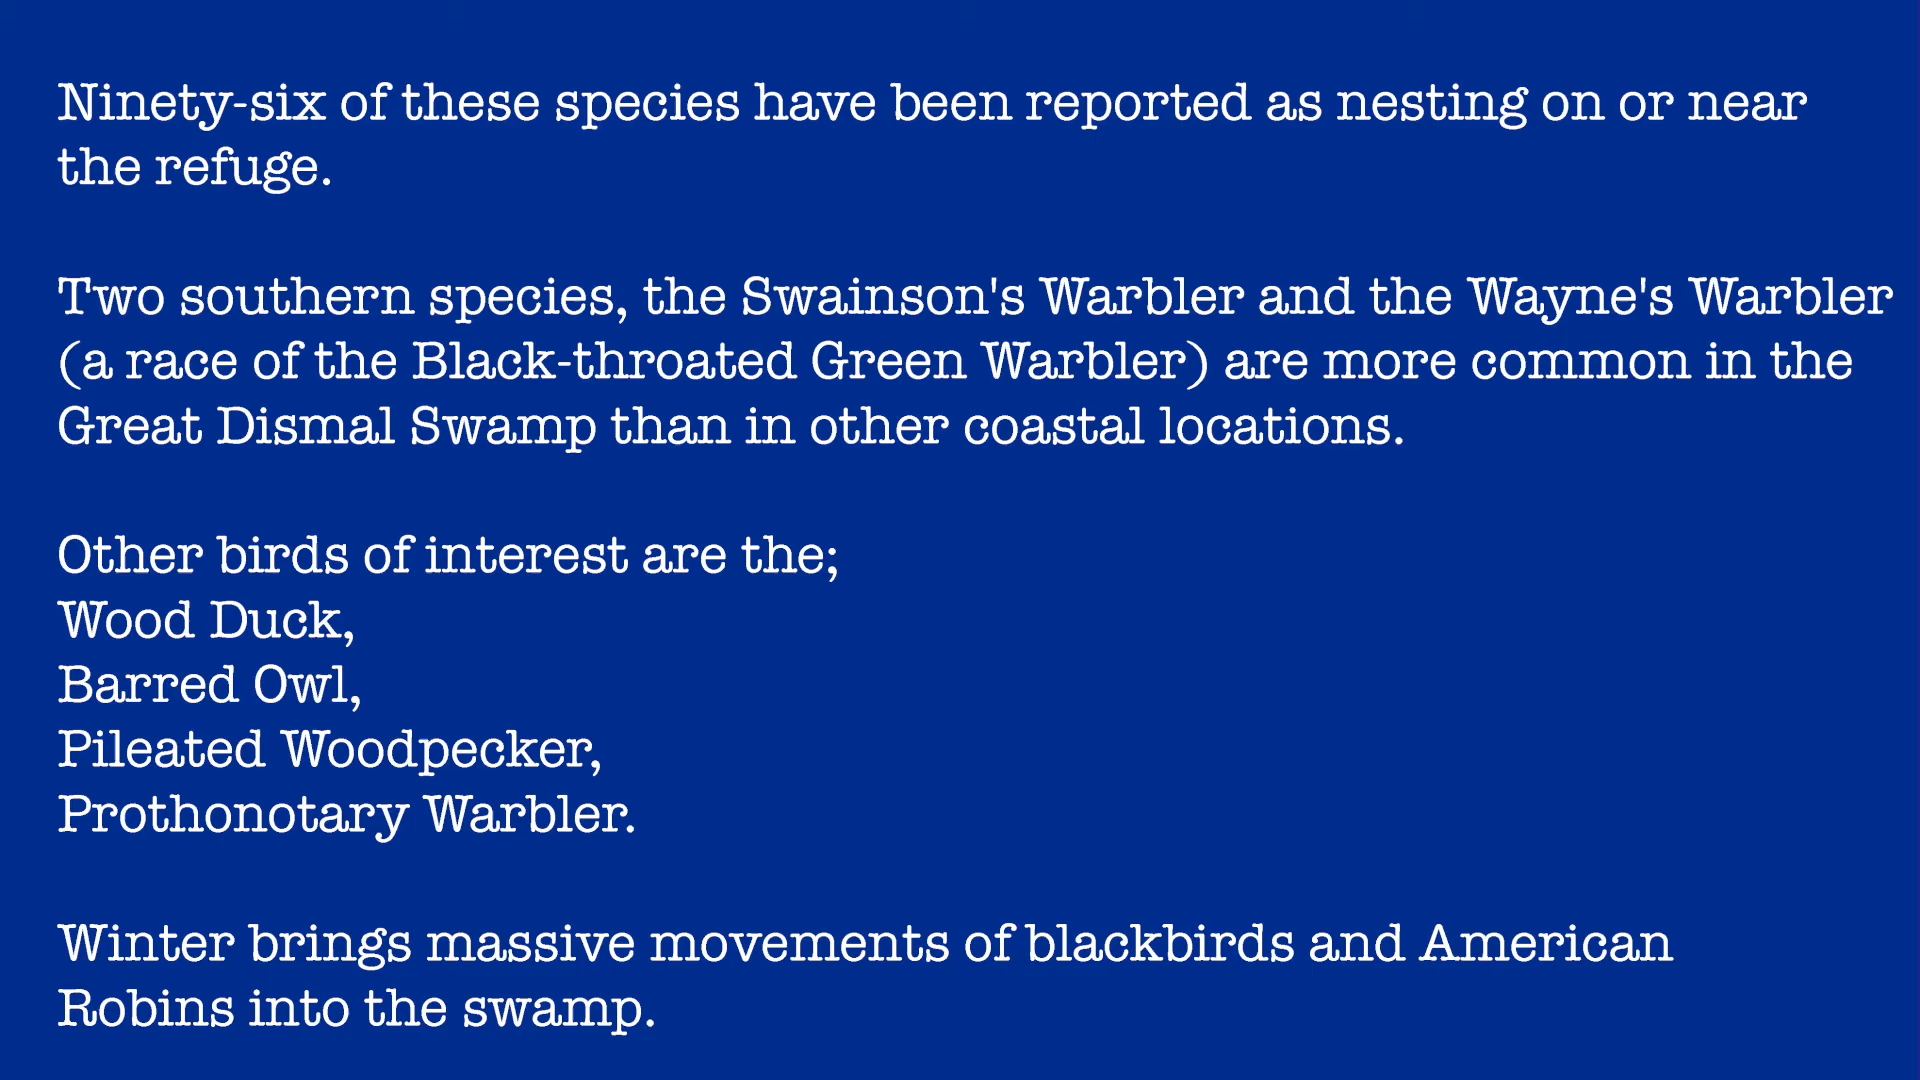 Ninety-six of these species have been reported as nesting on or near
the refuge.
Two southern species, the Swainson's Warbler and the Wayne's Warbler
(a race of the Black-throated Green Warbler) are more common in the
Great Dismal Swamp than in other coastal locations.
Other birds of interest are the;
Wood Duck,
Barred Owl,
Pileated Woodpecker,
Prothonotary Warbler.
Winter brings massive movements of blackbirds and American
Robins into the swamp.